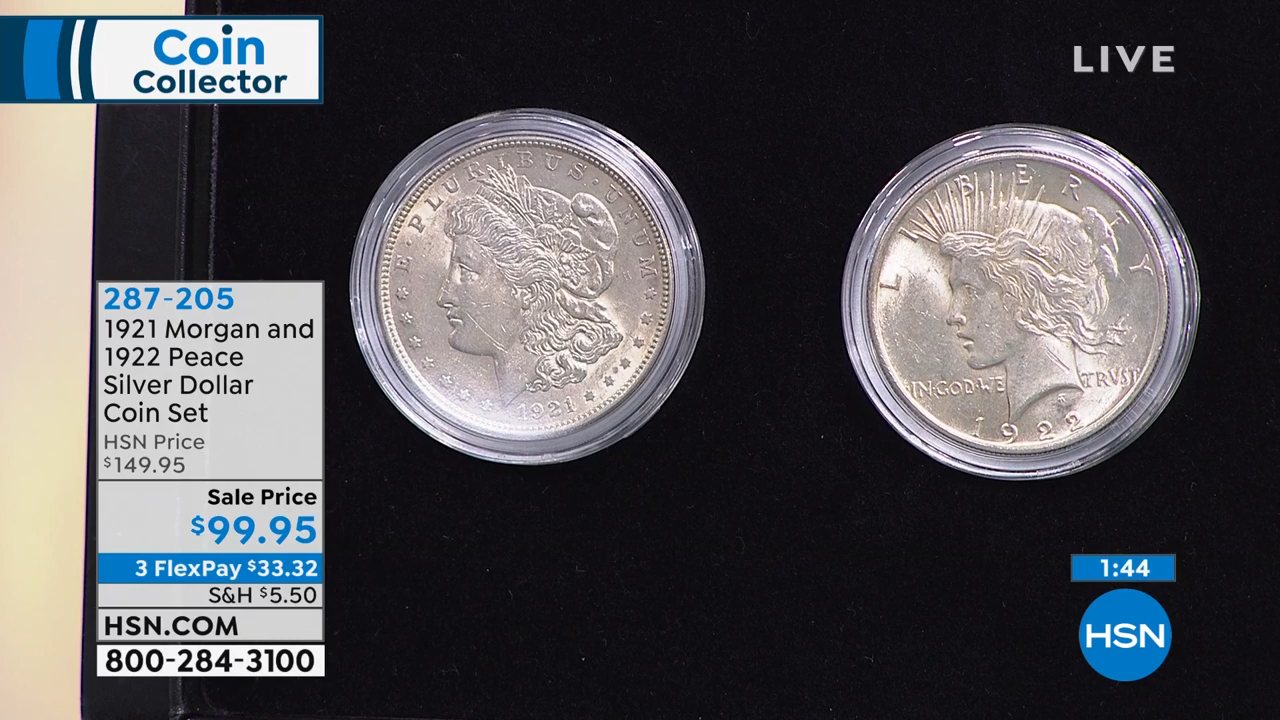 Coin
Collector
LIVE
E·PLURIBUS·UNUM
1921
LIBERTY
IN·GOD·WE
TRVST
1922
287-205
1921 Morgan and
1922 Peace
Silver Dollar
Coin Set
HSN Price
$149.95
Sale Price
$99.95
3 FlexPay $33.32
S&H $5.50
HSN.COM
800-284-3100
1:44
HSN